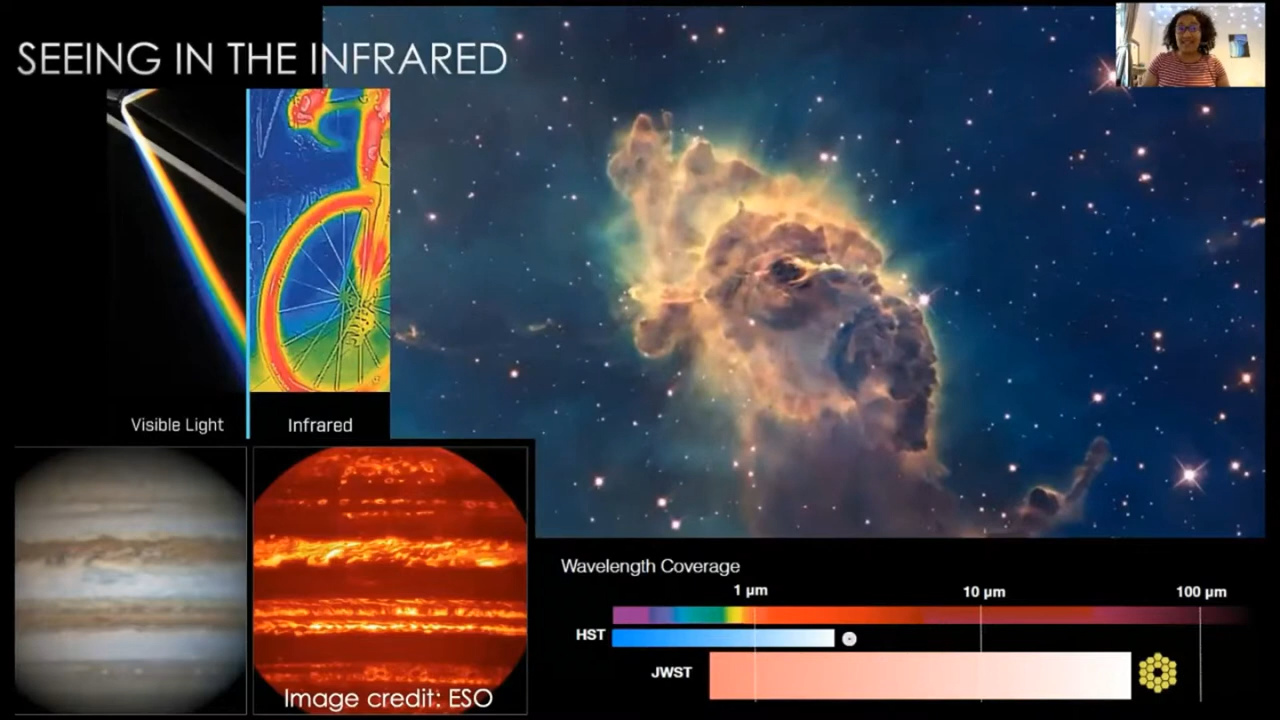 SEEING IN THE INFRARED
Visible Light
Infrared
Image credit: ESO
Wavelength Coverage
1 µm
10 µm
100 µm
HST
JWST